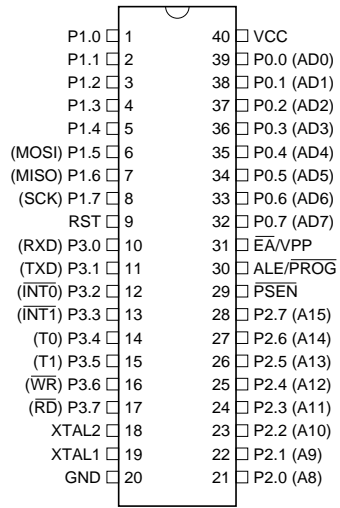 P1.0 1 40 VCC
P1.1 2 39 P0.0 (AD0)
P1.2 3 38 P0.1 (AD1)
P1.3 4 37 P0.2 (AD2)
P1.4 5 36 P0.3 (AD3)
(MOSI) P1.5 6 35 P0.4 (AD4)
(MISO) P1.6 7 34 P0.5 (AD5)
(SCK) P1.7 8 33 P0.6 (AD6)
RST 9 32 P0.7 (AD7)
(RXD) P3.0 10 31 E̅A̅/VPP
(TXD) P3.1 11 30 ALE/P̅R̅O̅G̅
(I̅N̅T̅0̅) P3.2 12 29 P̅S̅E̅N̅
(I̅N̅T̅1̅) P3.3 13 28 P2.7 (A15)
(T0) P3.4 14 27 P2.6 (A14)
(T1) P3.5 15 26 P2.5 (A13)
(W̅R̅) P3.6 16 25 P2.4 (A12)
(R̅D̅) P3.7 17 24 P2.3 (A11)
XTAL2 18 23 P2.2 (A10)
XTAL1 19 22 P2.1 (A9)
GND 20 21 P2.0 (A8)